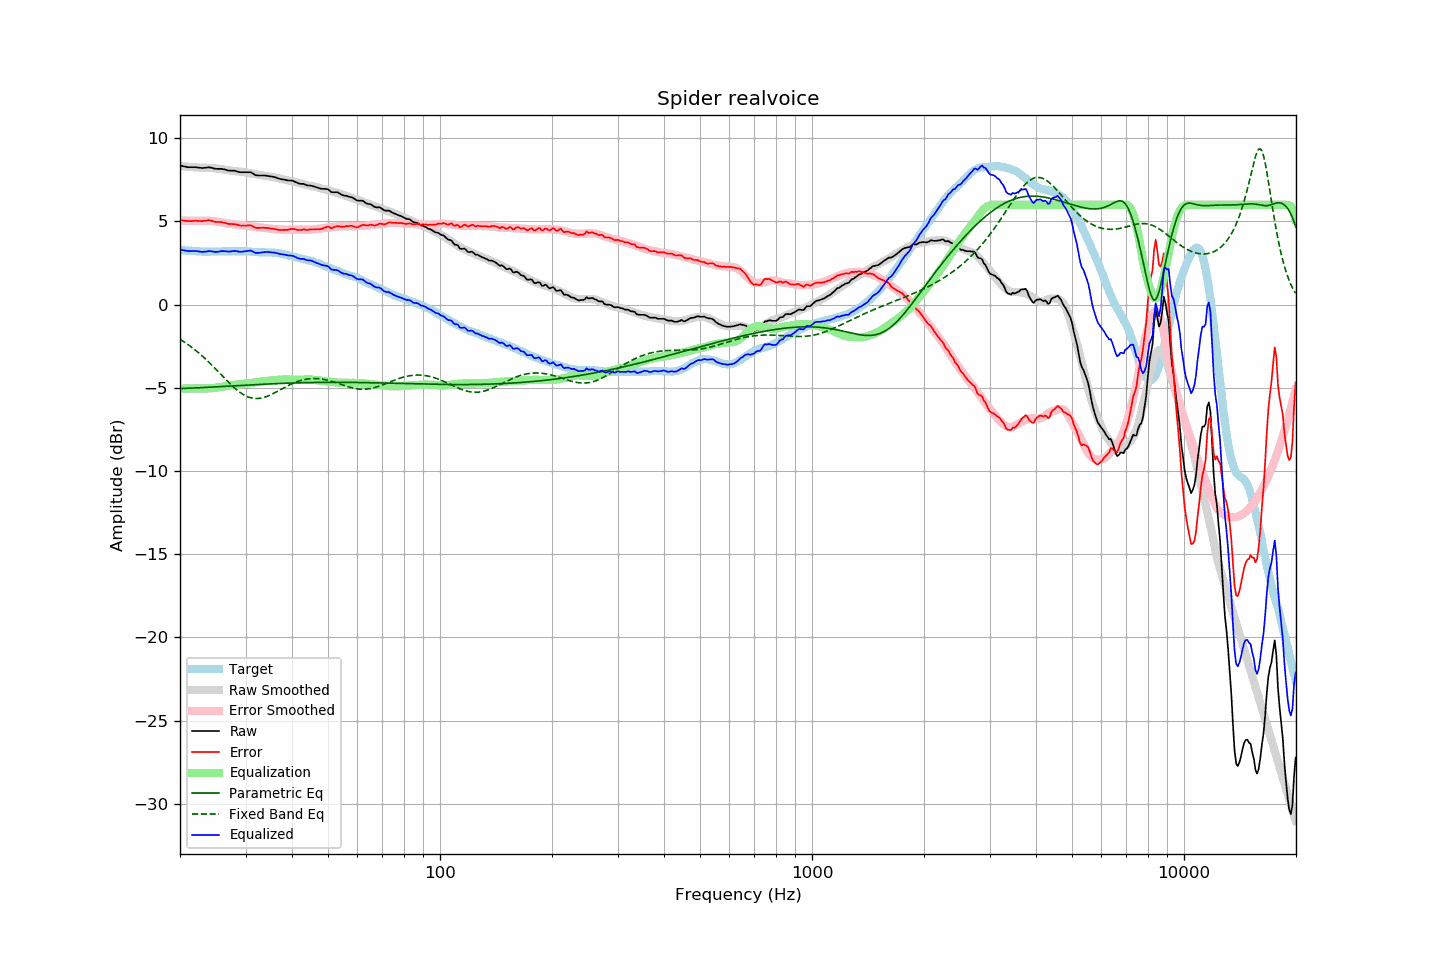 Spider realvoice
10
5
0
−5
−10
−15
−20
−25
−30
Amplitude (dBr)
Target
Raw Smoothed
Error Smoothed
Raw
Error
Equalization
Parametric Eq
Fixed Band Eq
Equalized
100
1000
10000
Frequency (Hz)